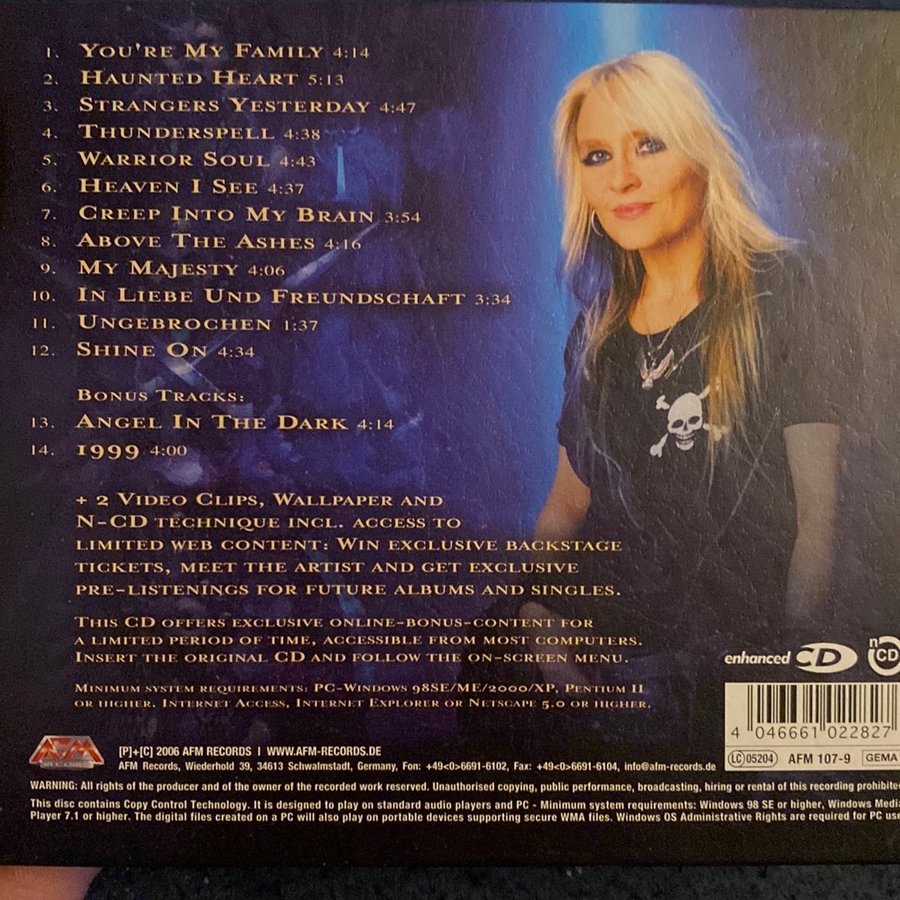 1. You're My Family 4:14
2. Haunted Heart 5:13
3. Strangers Yesterday 4:47
4. Thunderspell 4:38
5. Warrior Soul 4:43
6. Heaven I See 4:37
7. Creep Into My Brain 3:54
8. Above The Ashes 4:16
9. My Majesty 4:06
10. In Liebe Und Freundschaft 3:34
11. Ungebrochen 1:37
12. Shine On 4:34
Bonus Tracks:
13. Angel In The Dark 4:14
14. 1999 4:00
+ 2 Video Clips, Wallpaper and
N-CD technique incl. access to
limited web content: Win exclusive backstage
tickets, meet the artist and get exclusive
pre-listenings for future albums and singles.
This CD offers exclusive online-bonus-content for
a limited period of time, accessible from most computers.
Insert the original CD and follow the on-screen menu.
Minimum system requirements: PC-Windows 98SE/ME/2000/XP, Pentium II
or higher. Internet Access, Internet Explorer or Netscape 5.0 or higher.
enhanced CD
n CD
4 046661 022827
LC 05204 AFM 107-9 GEMA
AFM
RECORDS
[P]+[C] 2006 AFM RECORDS | WWW.AFM-RECORDS.DE
AFM Records, Wiederhold 39, 34613 Schwalmstadt, Germany, Fon: +49<0>6691-6102, Fax: +49<0>6691-6104, info@afm-records.de
WARNING: All rights of the producer and of the owner of the recorded work reserved. Unauthorised copying, public performance, broadcasting, hiring or rental of this recording prohibited
This disc contains Copy Control Technology. It is designed to play on standard audio players and PC - Minimum system requirements: Windows 98 SE or higher, Windows Media
Player 7.1 or higher. The digital files created on a PC will also play on portable devices supporting secure WMA files. Windows OS Administrative Rights are required for PC use